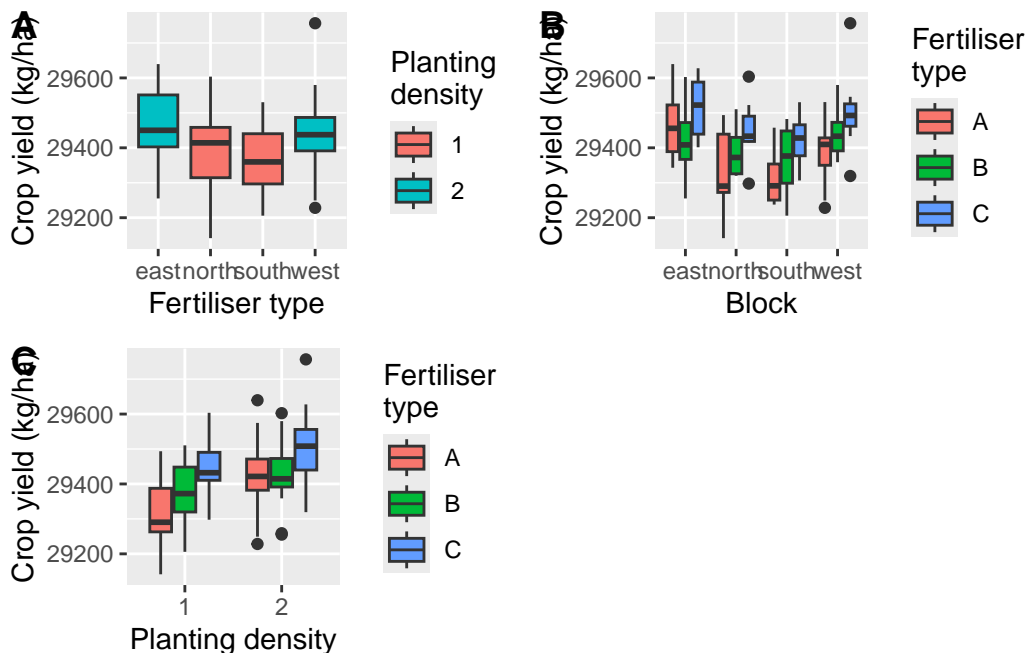 A
Crop yield (kg/ha)
29600
29400
29200
east north south west
Fertiliser type
Planting
density
1
2
B
Crop yield (kg/ha)
29600
29400
29200
east north south west
Block
Fertiliser
type
A
B
C
C
Crop yield (kg/ha)
29600
29400
29200
1 2
Planting density
Fertiliser
type
A
B
C